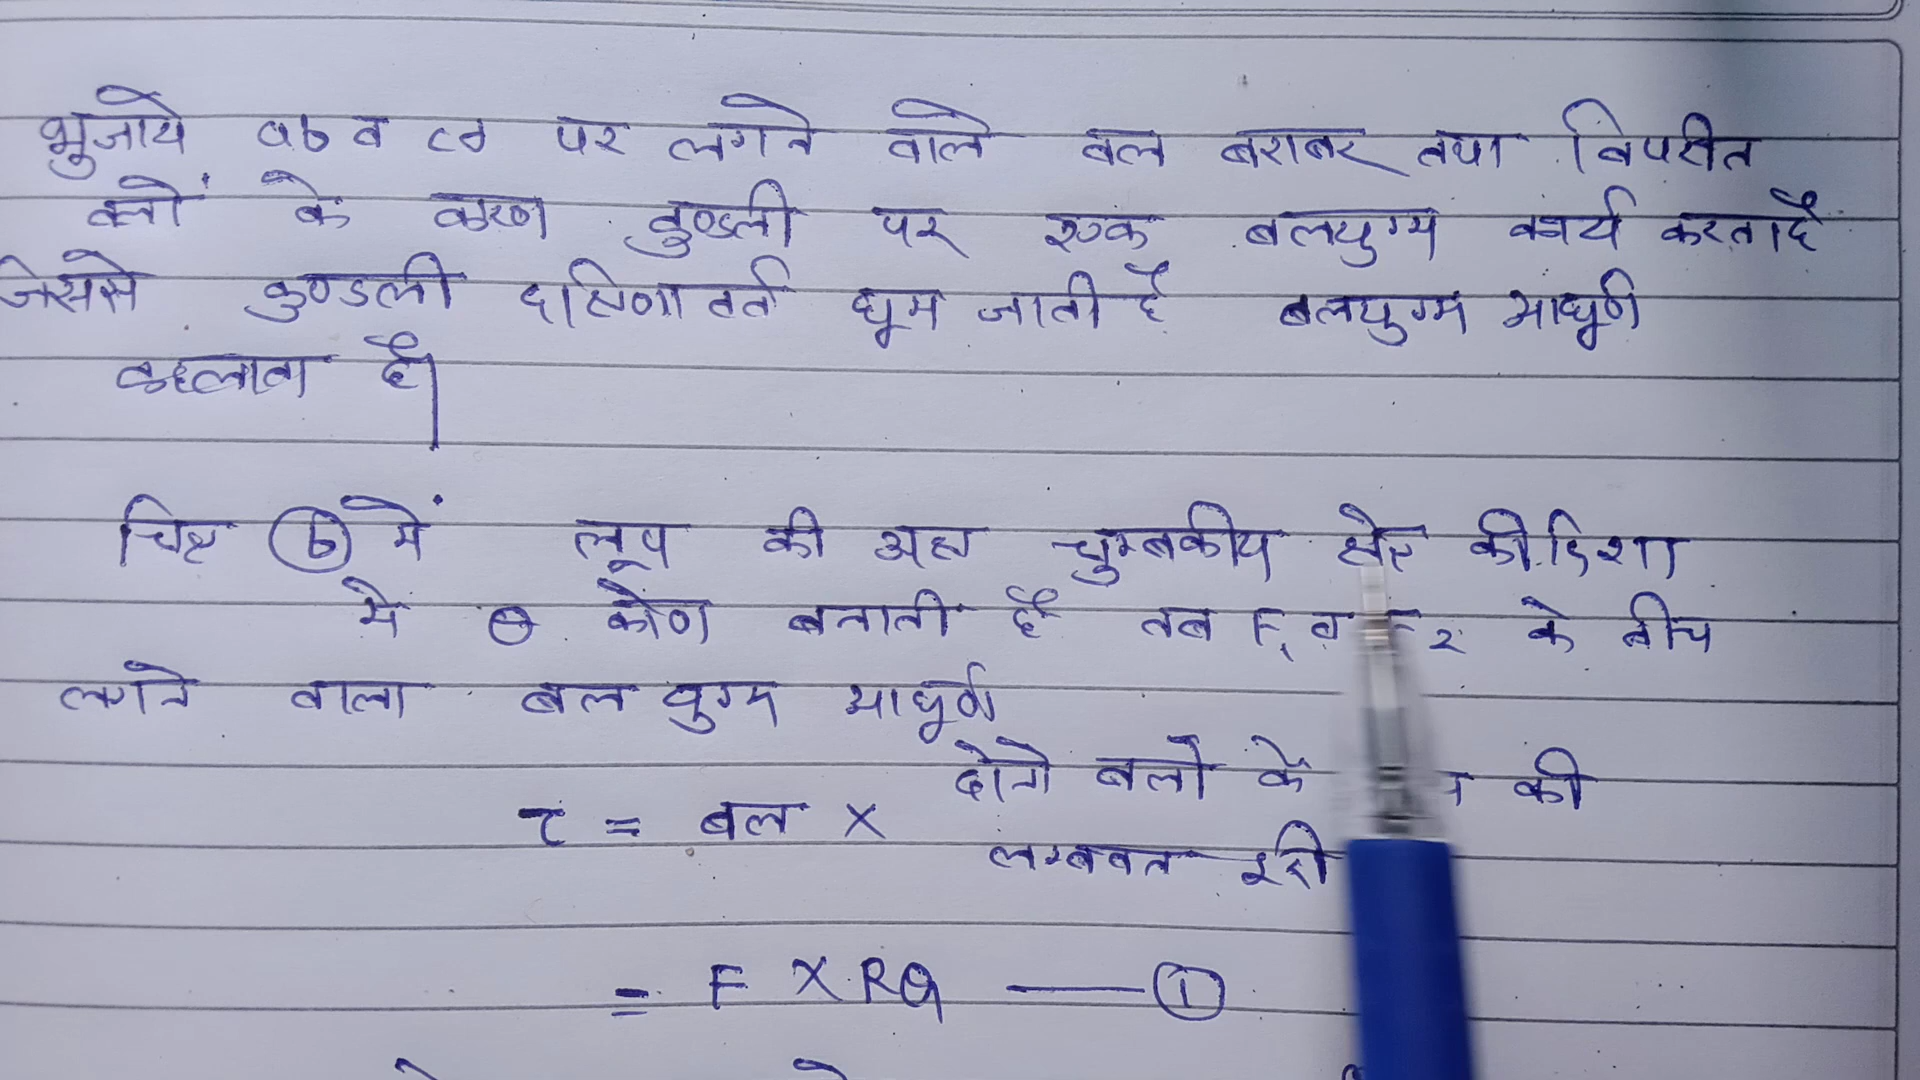 भुजाये ab व cd पर लगने वाले बल बराबर तथा विपरीत
बलों के कारण कुण्डली पर एक बलयुग्म कार्य करता है
जिससे कुण्डली दक्षिणावर्त घूम जाती है बलयुग्म आघूर्ण
कहलाता है।
चित्र (b) में लूप की अक्ष चुम्बकीय क्षेत्र की दिशा
मे θ कोण बनाती है तब F₁ व F₂ के बीच
लगने वाला बल युग्म आघूर्ण
दोनो बलो के की
τ = बल ×
लम्बवत दूरी
= F × RQ —— (1)